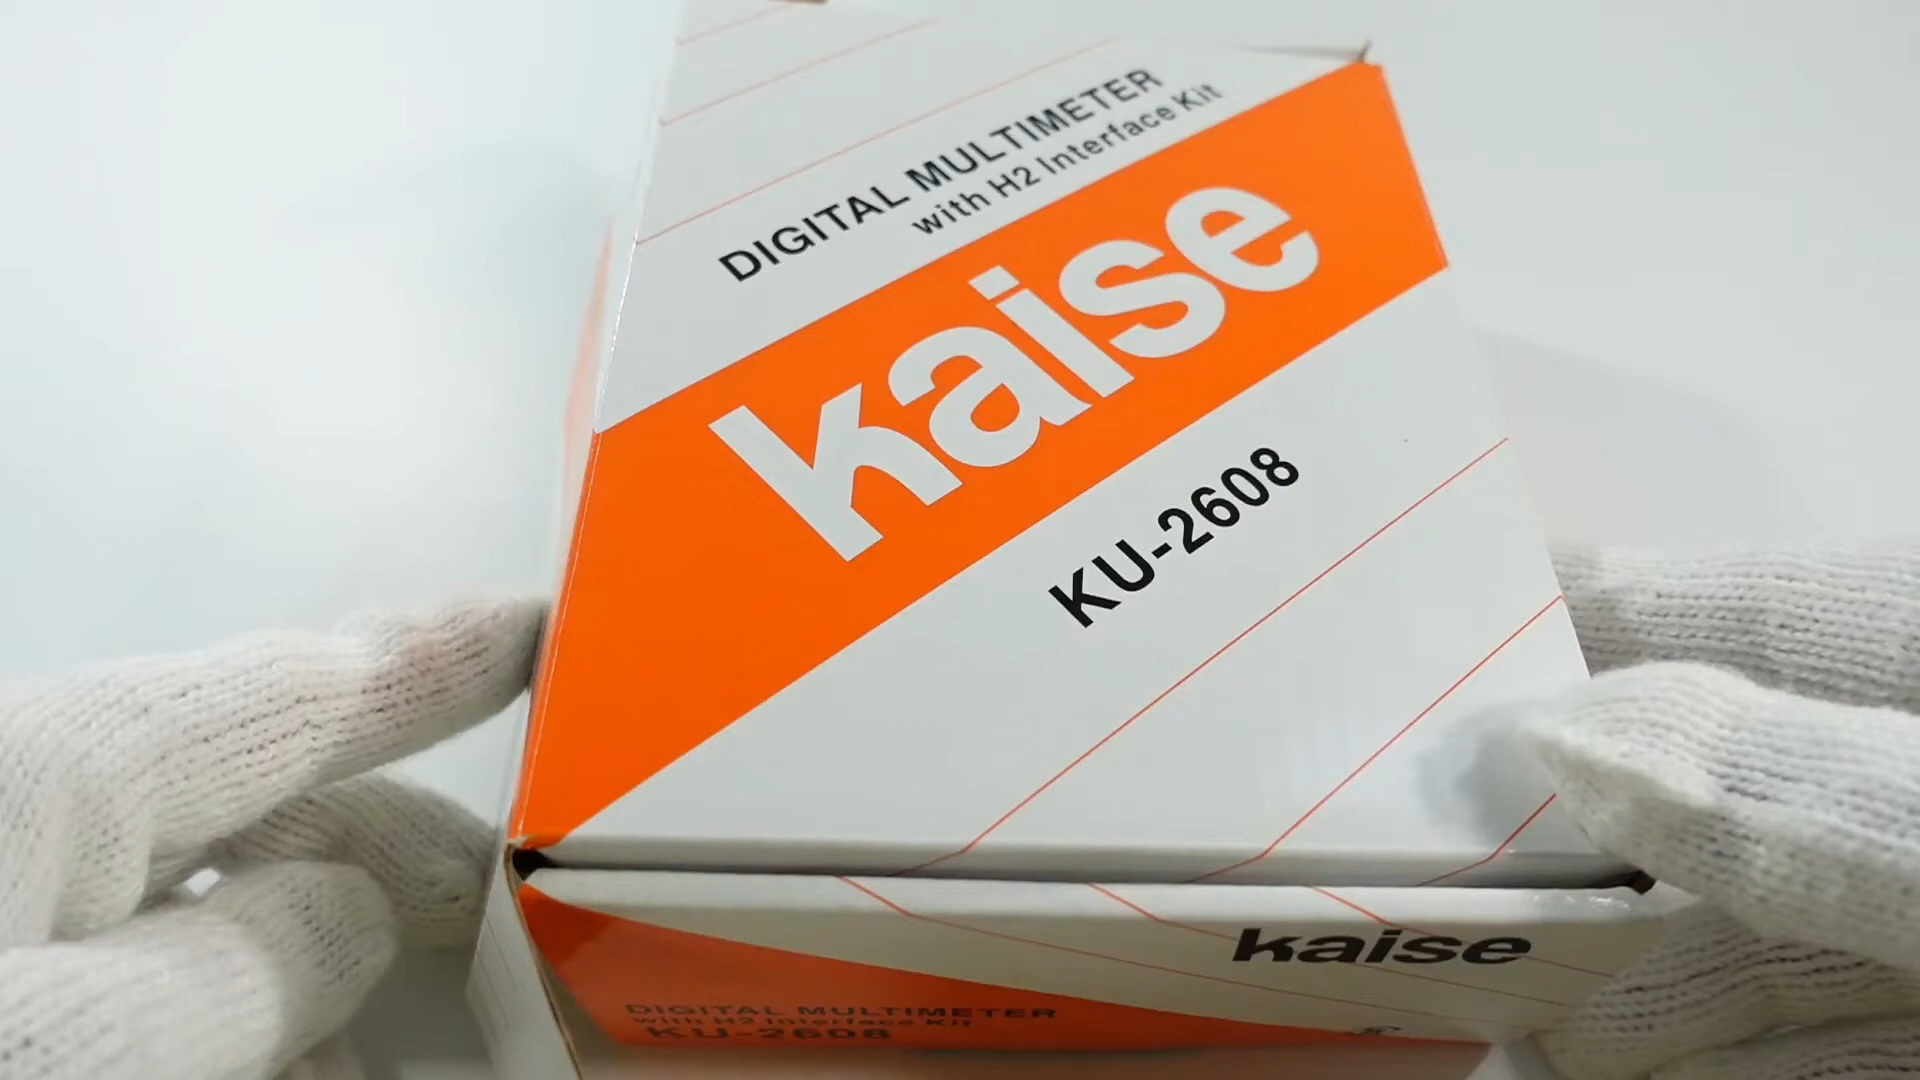 DIGITAL MULTIMETER
with H2 Interface Kit
kaise
KU-2608
kaise
DIGITAL MULTIMETER
with H2 Interface Kit
KU-2608